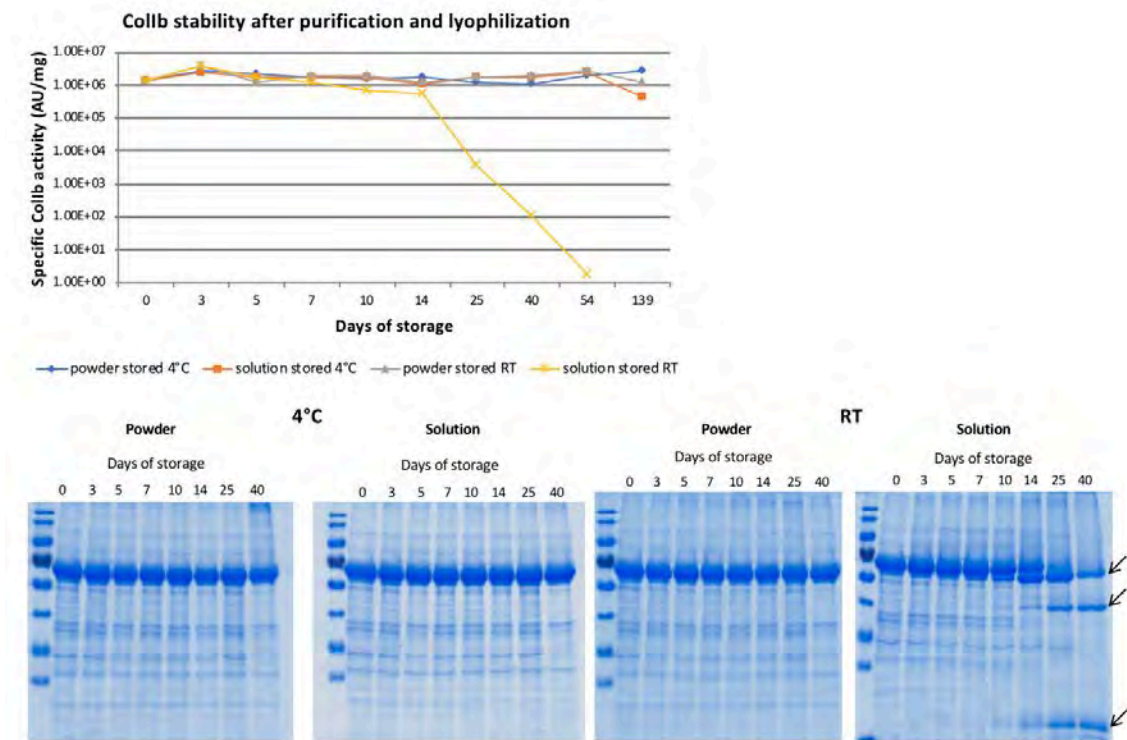 ColIb stability after purification and lyophilization
Specific ColIb activity (AU/mg)
1.00E+07
1.00E+06
1.00E+05
1.00E+04
1.00E+03
1.00E+02
1.00E+01
1.00E+00
0 3 5 7 10 14 25 40 54 139
Days of storage
powder stored 4°C solution stored 4°C powder stored RT solution stored RT
4°C RT
Powder Solution Powder Solution
Days of storage Days of storage Days of storage Days of storage
0 3 5 7 10 14 25 40 0 3 5 7 10 14 25 40 0 3 5 7 10 14 25 40 0 3 5 7 10 14 25 40